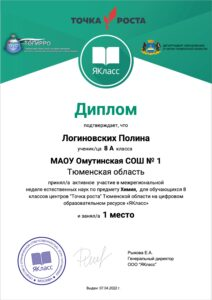 ТОЧКА РОСТА
ТОГИРРО
ЯКласс
Диплом
подтверждает, что
Логиновских Полина
ученик/ца 8 А класса
МАОУ Омутинская СОШ № 1
Тюменская область
принял/а активное участие в межрегиональной
неделе естественных наук по предмету Химия, для обучающихся 8
классов центров "Точка роста" Тюменской области на цифровом
образовательном ресурсе «ЯКласс»
и занял/а 1 место
ЯКласс
Рыжова Е.А.
Генеральный директор
ООО "ЯКласс"
Выдан: 07.04.2022 г.